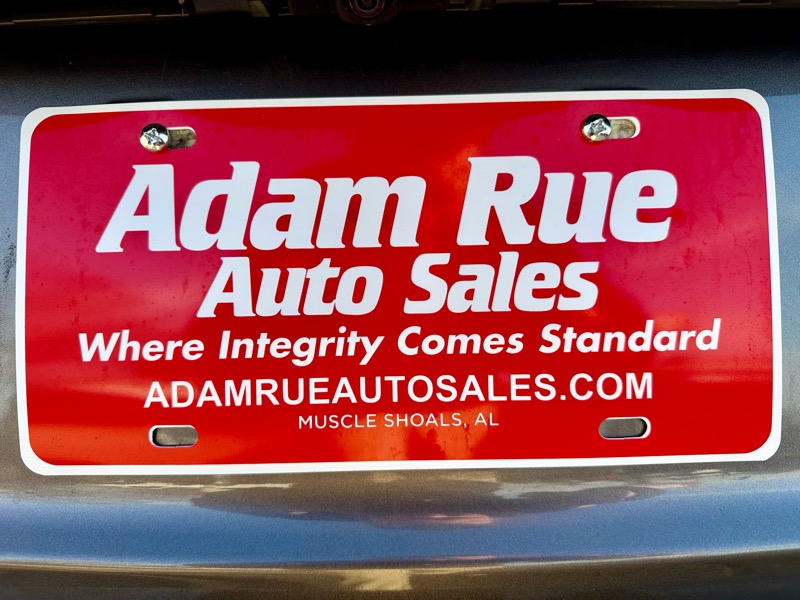 Adam Rue
Auto Sales
Where Integrity Comes Standard
ADAMRUEAUTOSALES.COM
MUSCLE SHOALS, AL